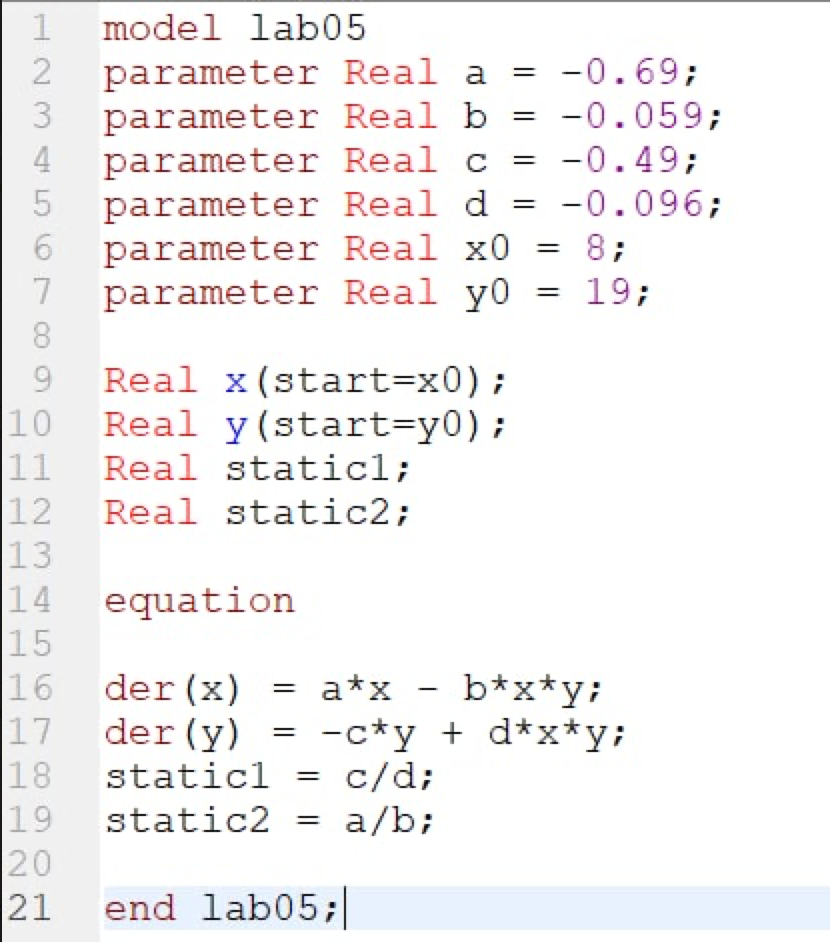 1 model lab05
2 parameter Real a = -0.69;
3 parameter Real b = -0.059;
4 parameter Real c = -0.49;
5 parameter Real d = -0.096;
6 parameter Real x0 = 8;
7 parameter Real y0 = 19;
8
9 Real x(start=x0);
10 Real y(start=y0);
11 Real static1;
12 Real static2;
13
14 equation
15
16 der(x) = a*x - b*x*y;
17 der(y) = -c*y + d*x*y;
18 static1 = c/d;
19 static2 = a/b;
20
21 end lab05;